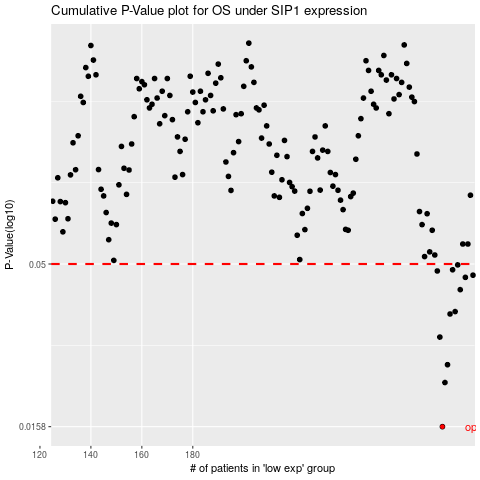 Cumulative P-Value plot for OS under SIP1 expression
P-Value(log10)
0.05
0.0158
op
120 140 160 180
# of patients in 'low exp' group